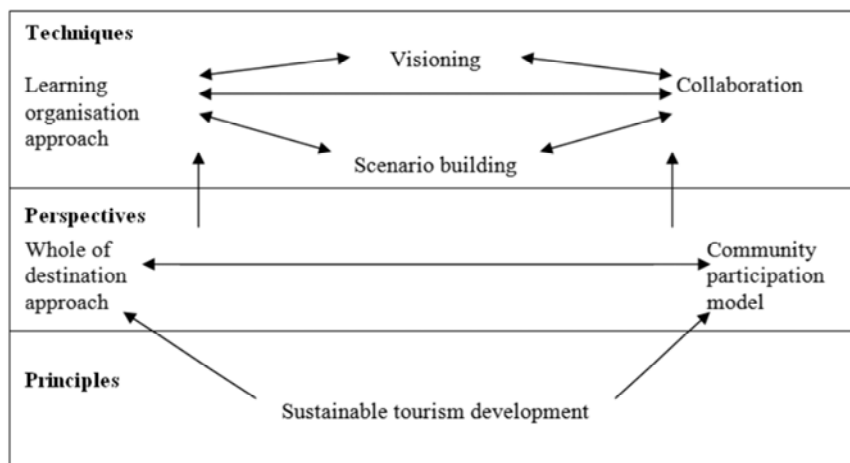 Techniques
Visioning
Learning
organisation
approach
Collaboration
Scenario building
Perspectives
Whole of
destination
approach
Community
participation
model
Principles
Sustainable tourism development